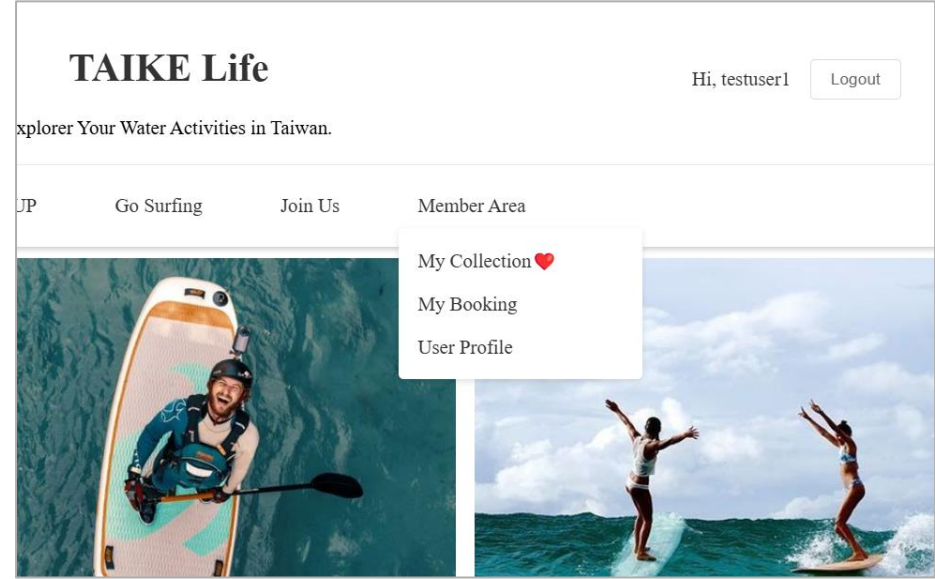 TAIKE Life
Hi, testuser1
Logout
xplorer Your Water Activities in Taiwan.
UP
Go Surfing
Join Us
Member Area
My Collection❤️
My Booking
User Profile